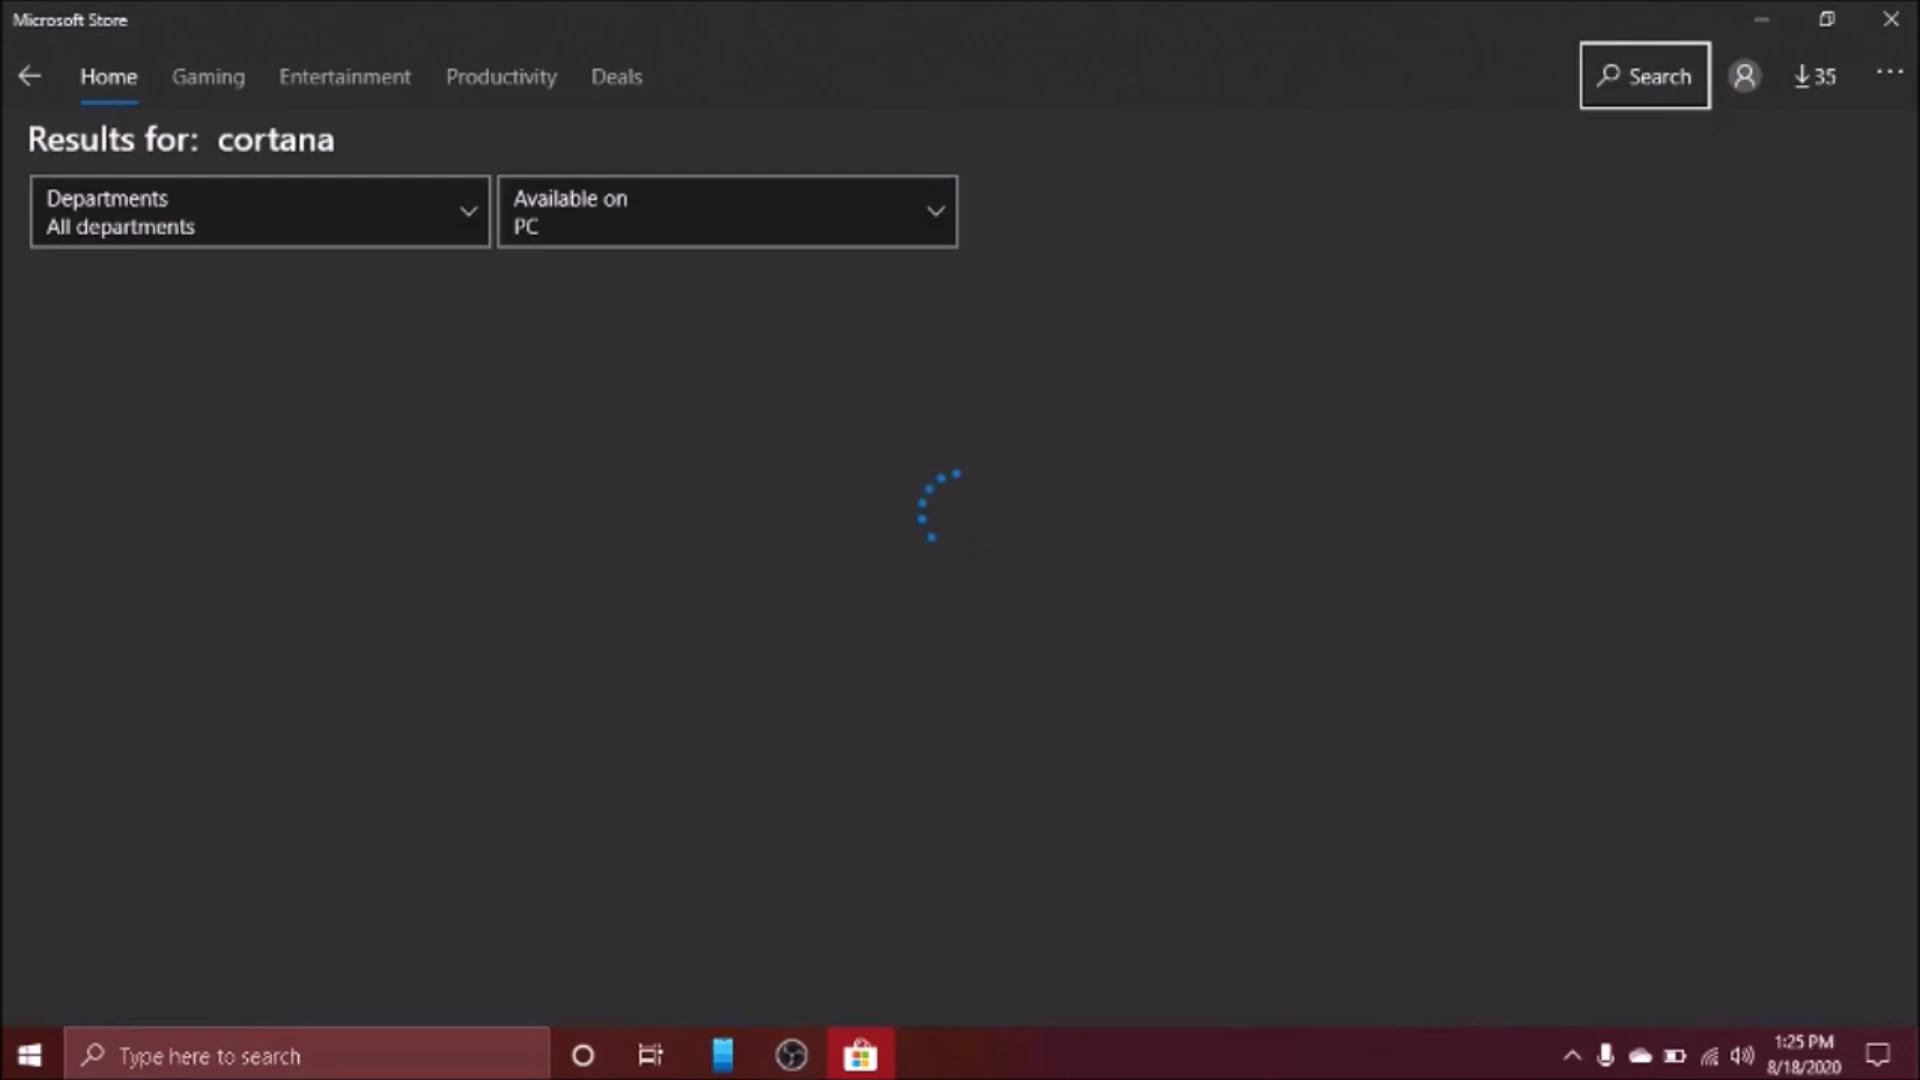 Microsoft Store
Home Gaming Entertainment Productivity Deals Search 35
Results for: cortana
Departments
All departments
Available on
PC
Type here to search
1:25 PM
8/18/2020